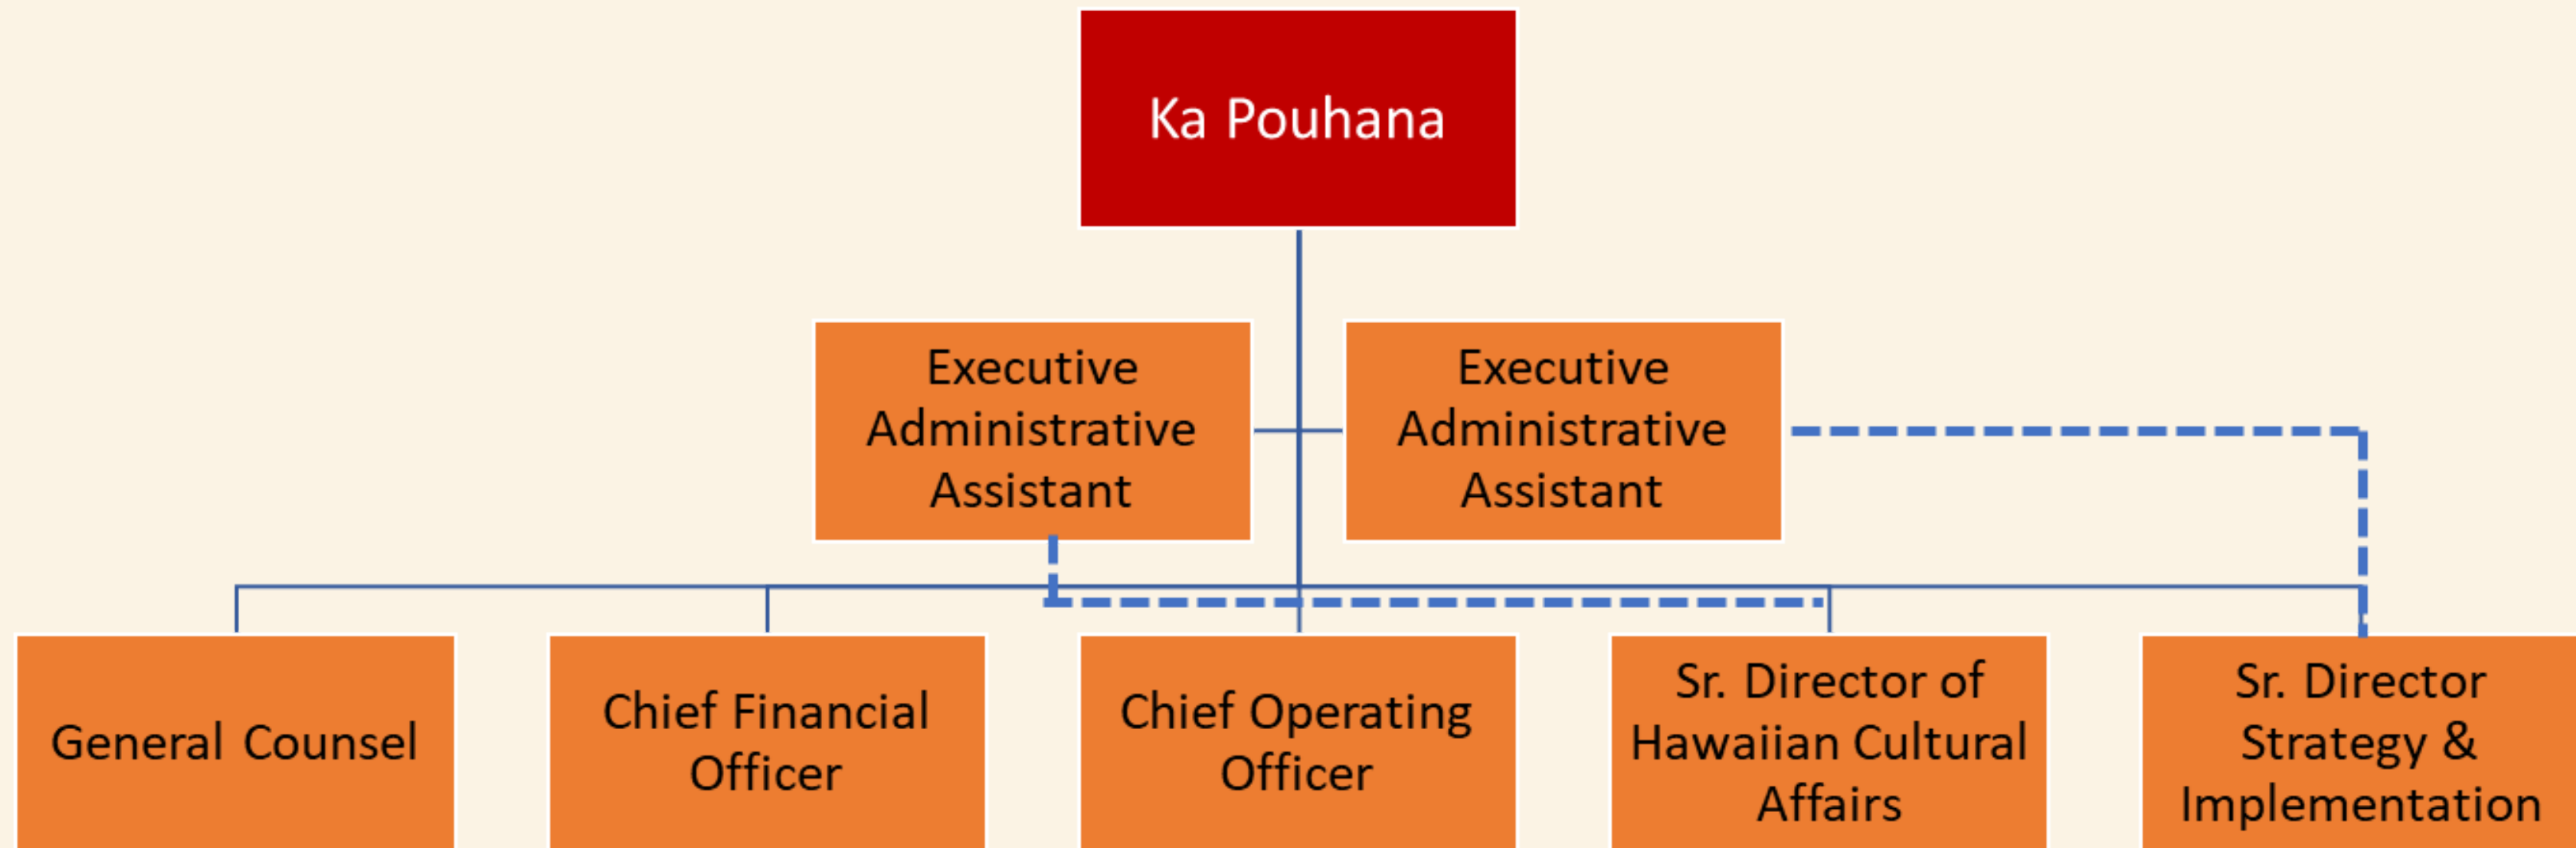 Ka Pouhana
Executive
Administrative
Assistant
Executive
Administrative
Assistant
General Counsel
Chief Financial
Officer
Chief Operating
Officer
Sr. Director of
Hawaiian Cultural
Affairs
Sr. Director
Strategy &
Implementation